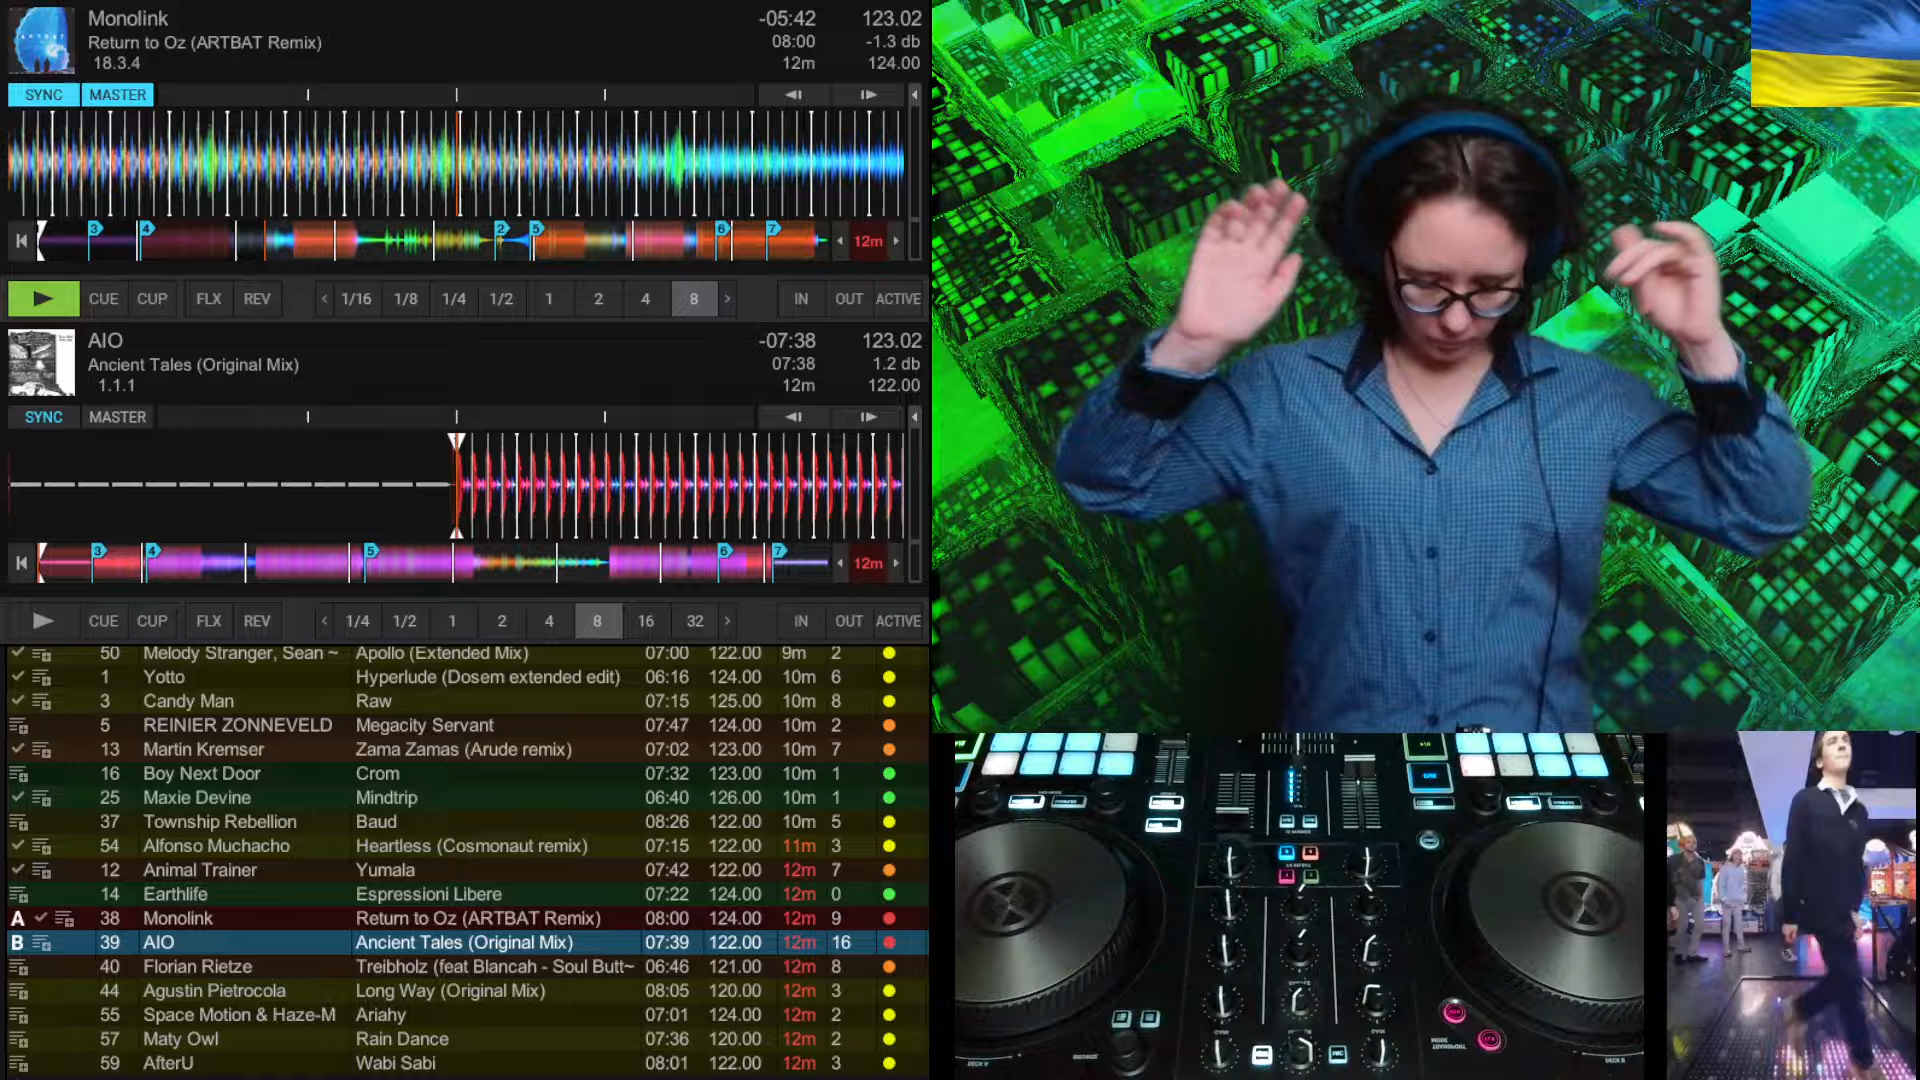 Monolink -05:42 123.02
Return to Oz (ARTBAT Remix) 08:00 -1.3 db
18.3.4 12m 124.00
SYNC MASTER
3 4 2 5 6 7 12m
CUE CUP FLX REV 1/16 1/8 1/4 1/2 1 2 4 8 IN OUT ACTIVE
AIO -07:38 123.02
Ancient Tales (Original Mix) 07:38 1.2 db
1.1.1 12m 122.00
SYNC MASTER
3 4 5 6 7 12m
CUE CUP FLX REV 1/4 1/2 1 2 4 8 16 32 IN OUT ACTIVE
50 Melody Stranger, Sean ~ Apollo (Extended Mix) 07:00 122.00 9m 2
1 Yotto Hyperlude (Dosem extended edit) 06:16 124.00 10m 6
3 Candy Man Raw 07:15 125.00 10m 8
5 REINIER ZONNEVELD Megacity Servant 07:47 124.00 10m 2
13 Martin Kremser Zama Zamas (Arude remix) 07:02 123.00 10m 7
16 Boy Next Door Crom 07:32 123.00 10m 1
25 Maxie Devine Mindtrip 06:40 126.00 10m 1
37 Township Rebellion Baud 08:26 122.00 10m 5
54 Alfonso Muchacho Heartless (Cosmonaut remix) 07:15 122.00 11m 3
12 Animal Trainer Yumala 07:42 122.00 12m 7
14 Earthlife Espressioni Libere 07:22 124.00 12m 0
A 38 Monolink Return to Oz (ARTBAT Remix) 08:00 124.00 12m 9
B 39 AIO Ancient Tales (Original Mix) 07:39 122.00 12m 16
40 Florian Rietze Treibholz (feat Blancah - Soul Butt~ 06:46 121.00 12m 8
44 Agustin Pietrocola Long Way (Original Mix) 08:05 120.00 12m 3
55 Space Motion & Haze-M Ariahy 07:01 124.00 12m 2
57 Maty Owl Rain Dance 07:36 120.00 12m 2
59 AfterU Wabi Sabi 08:01 122.00 12m 3